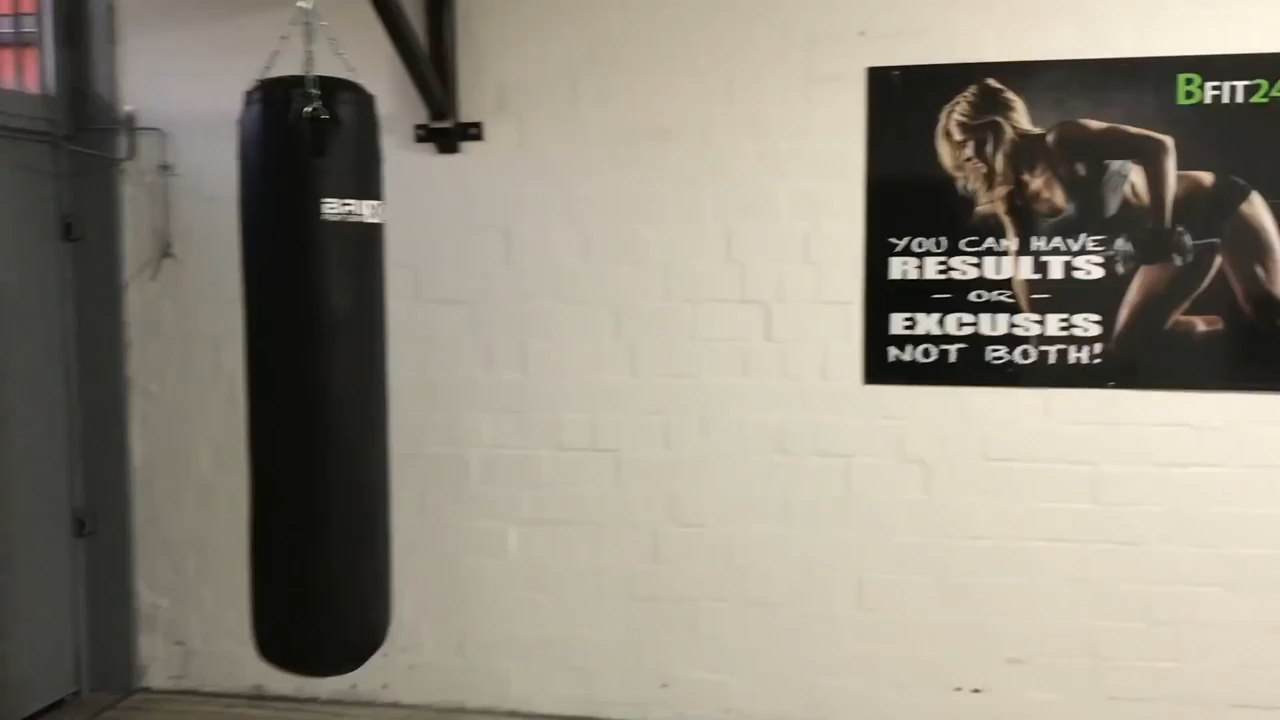 BFIT24
YOU CAN HAVE
RESULTS
- OR -
EXCUSES
NOT BOTH!